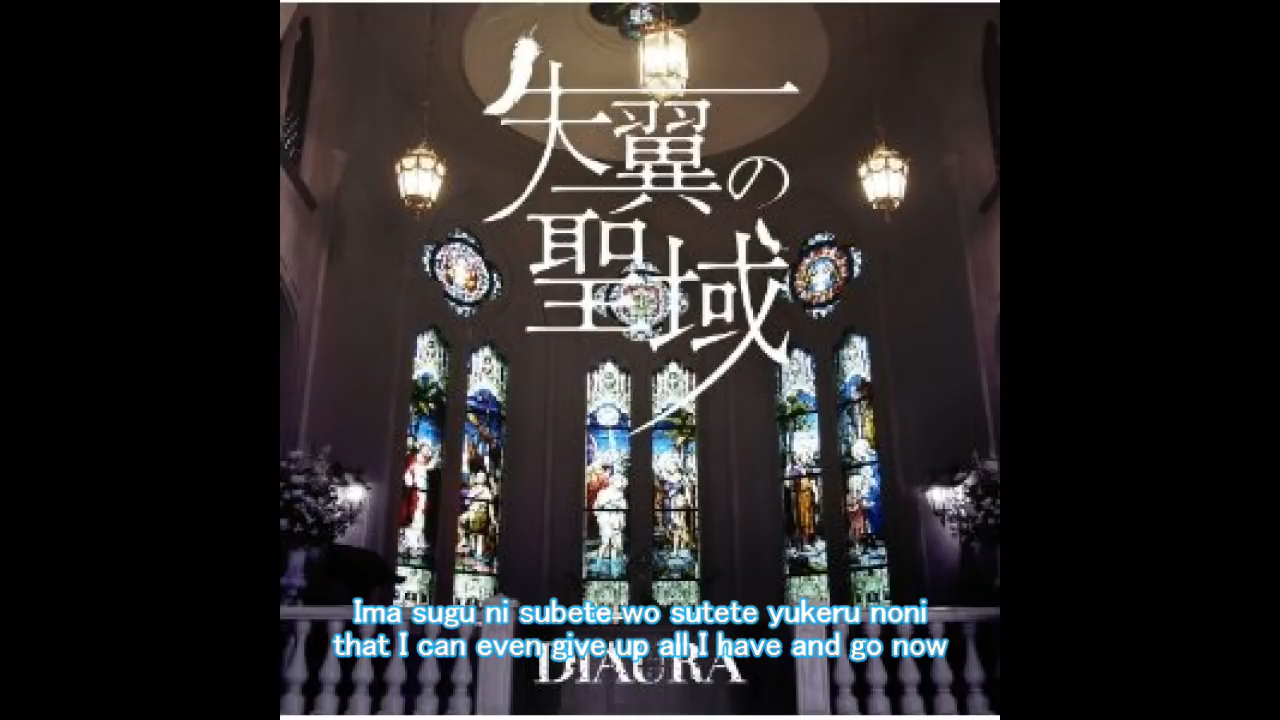 失翼の
聖域
Ima sugu ni subete wo sutete yukeru noni
that I can even give up all I have and go now
DIAURA